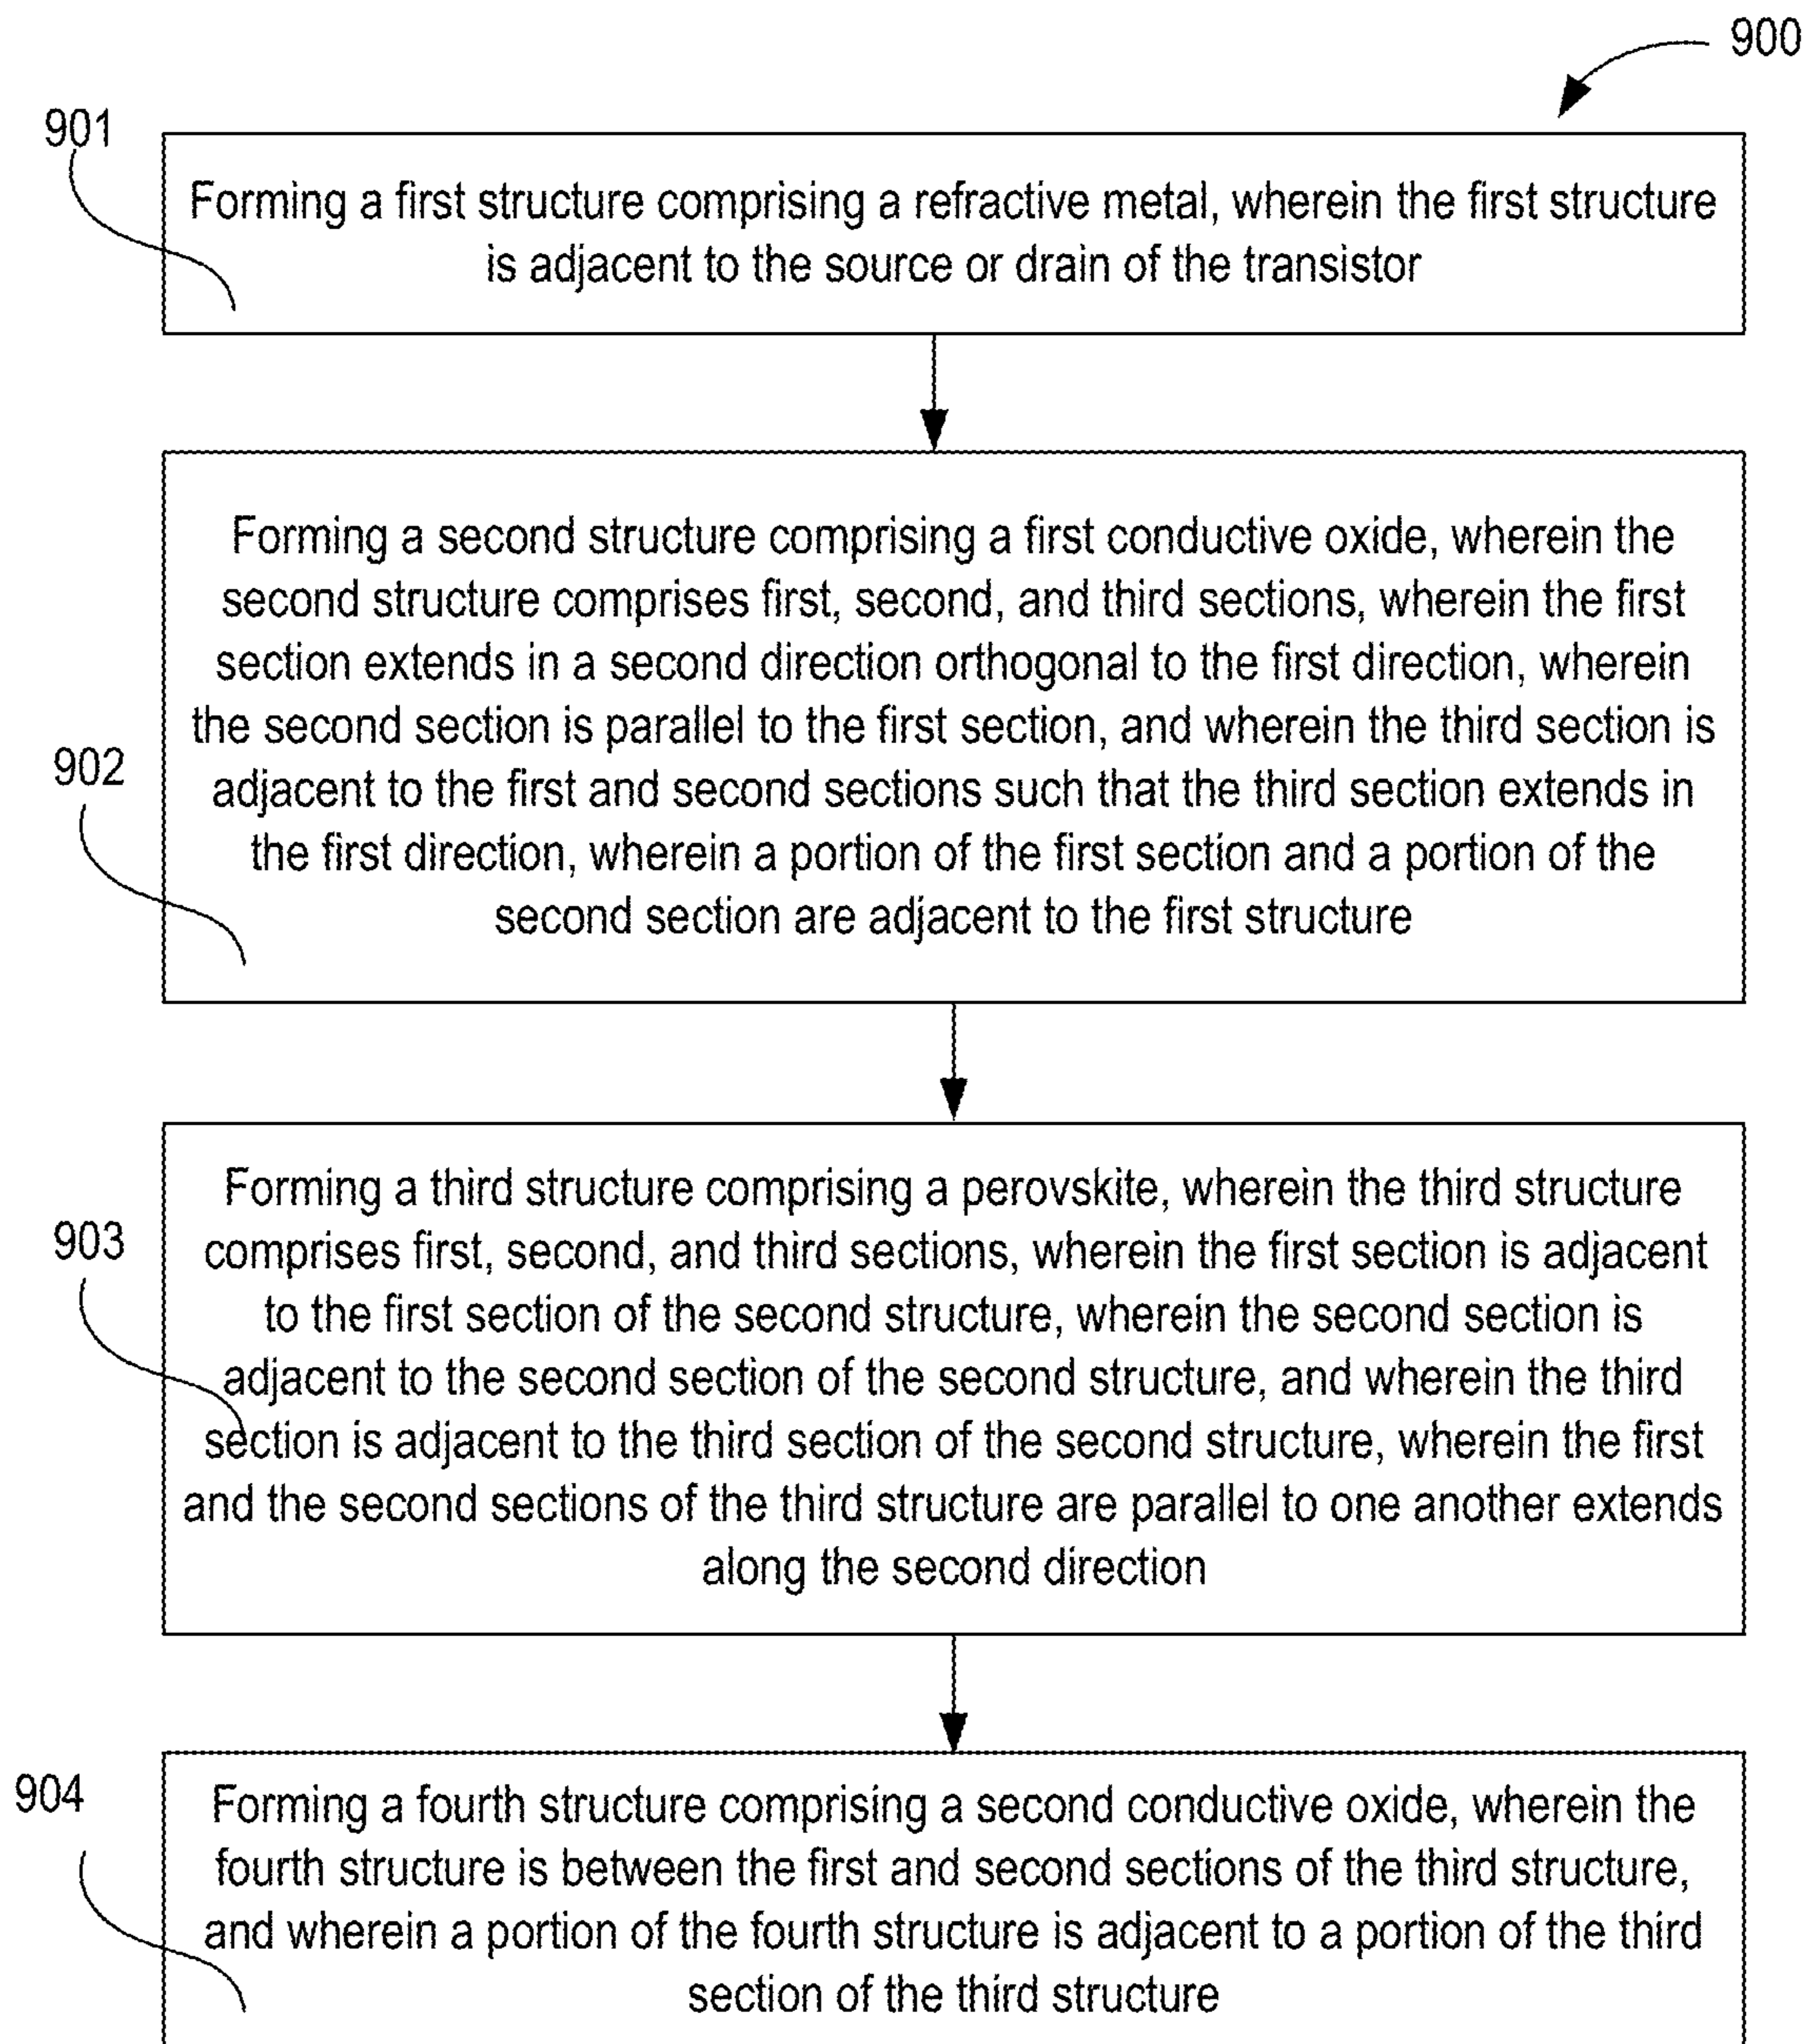 900
901
Forming a first structure comprising a refractive metal, wherein the first structure
is adjacent to the source or drain of the transistor
902
Forming a second structure comprising a first conductive oxide, wherein the
second structure comprises first, second, and third sections, wherein the first
section extends in a second direction orthogonal to the first direction, wherein
the second section is parallel to the first section, and wherein the third section is
adjacent to the first and second sections such that the third section extends in
the first direction, wherein a portion of the first section and a portion of the
second section are adjacent to the first structure
903
Forming a third structure comprising a perovskite, wherein the third structure
comprises first, second, and third sections, wherein the first section is adjacent
to the first section of the second structure, wherein the second section is
adjacent to the second section of the second structure, and wherein the third
section is adjacent to the third section of the second structure, wherein the first
and the second sections of the third structure are parallel to one another extends
along the second direction
904
Forming a fourth structure comprising a second conductive oxide, wherein the
fourth structure is between the first and second sections of the third structure,
and wherein a portion of the fourth structure is adjacent to a portion of the third
section of the third structure